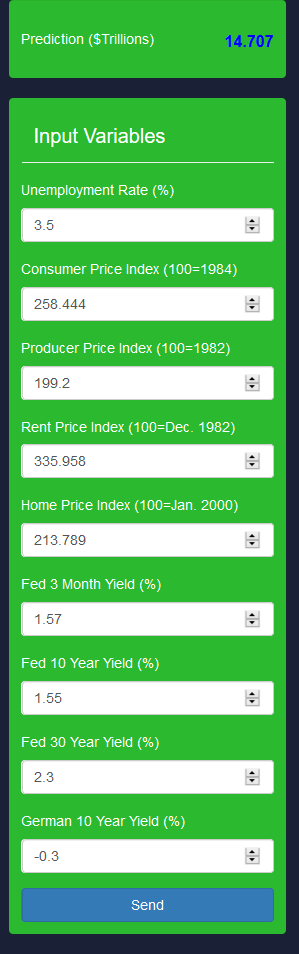 Prediction ($Trillions) 14.707
Input Variables
Unemployment Rate (%)
3.5
Consumer Price Index (100=1984)
258.444
Producer Price Index (100=1982)
199.2
Rent Price Index (100=Dec. 1982)
335.958
Home Price Index (100=Jan. 2000)
213.789
Fed 3 Month Yield (%)
1.57
Fed 10 Year Yield (%)
1.55
Fed 30 Year Yield (%)
2.3
German 10 Year Yield (%)
-0.3
Send